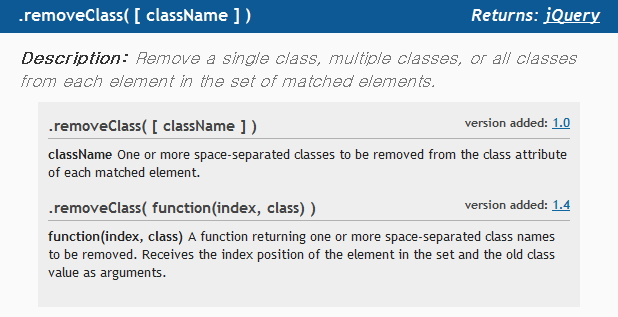 .removeClass( [ className ] ) Returns: jQuery
Description: Remove a single class, multiple classes, or all classes
from each element in the set of matched elements.
.removeClass( [ className ] ) version added: 1.0
className One or more space-separated classes to be removed from the class attribute
of each matched element.
.removeClass( function(index, class) ) version added: 1.4
function(index, class) A function returning one or more space-separated class names
to be removed. Receives the index position of the element in the set and the old class
value as arguments.